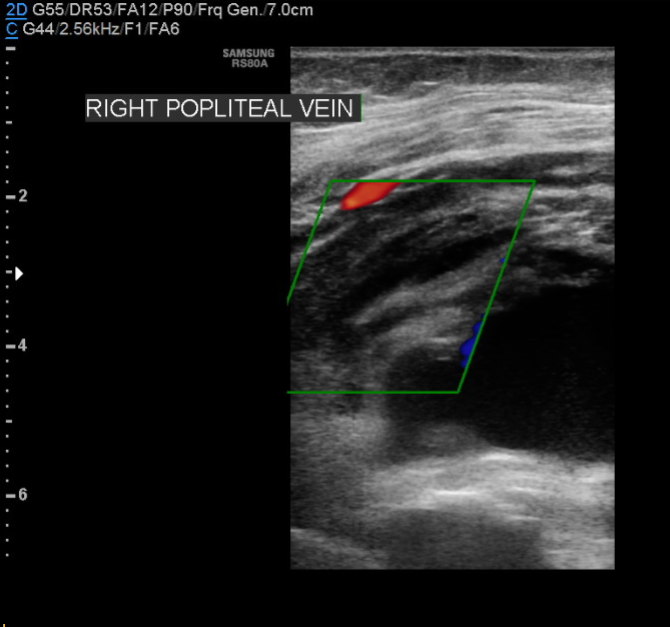 2D G55/DR53/FA12/P90/Frq Gen./7.0cm
C G44/2.56kHz/F1/FA6
SAMSUNG
RS80A
RIGHT POPLITEAL VEIN
2
4
6